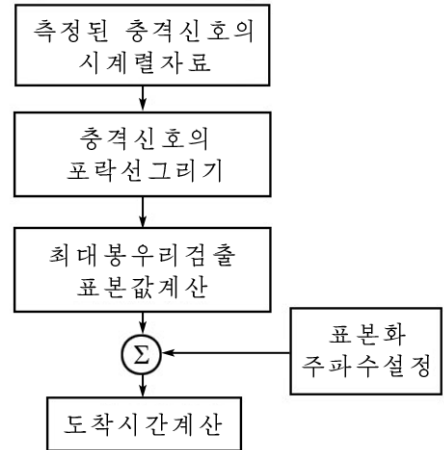 측정된 충격신호의
시계렬자료
충격신호의
포락선그리기
최대봉우리검출
표본값계산
Σ
표본화
주파수설정
도착시간계산